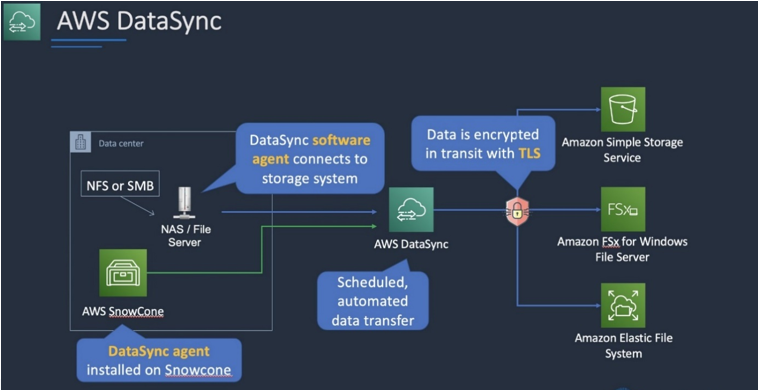 AWS DataSync
Data center
NFS or SMB
NAS / File
Server
AWS SnowCone
DataSync agent
installed on Snowcone
DataSync software
agent connects to
storage system
AWS DataSync
Scheduled,
automated
data transfer
Data is encrypted
in transit with TLS
Amazon Simple Storage
Service
FSx
Amazon FSx for Windows
File Server
Amazon Elastic File
System